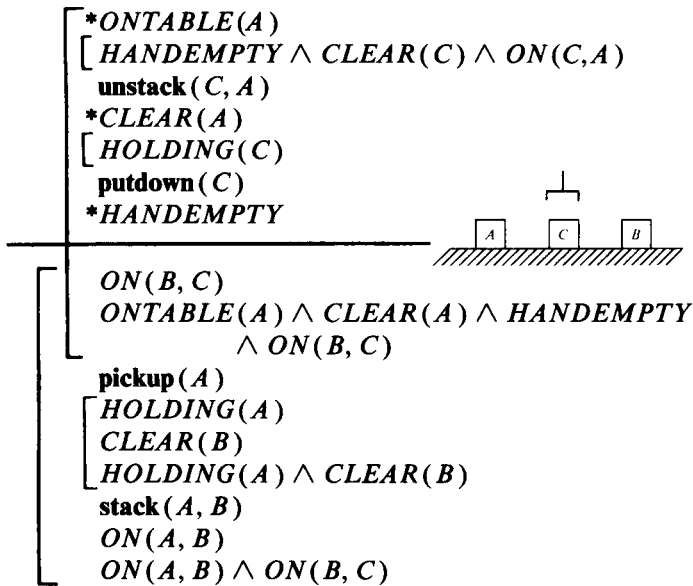 *ONTABLE(A)
HANDEMPTY ∧ CLEAR(C) ∧ ON(C,A)
unstack(C, A)
*CLEAR(A)
HOLDING(C)
putdown(C)
*HANDEMPTY
A C B
ON(B, C)
ONTABLE(A) ∧ CLEAR(A) ∧ HANDEMPTY
∧ ON(B, C)
pickup(A)
HOLDING(A)
CLEAR(B)
HOLDING(A) ∧ CLEAR(B)
stack(A, B)
ON(A, B)
ON(A, B) ∧ ON(B, C)